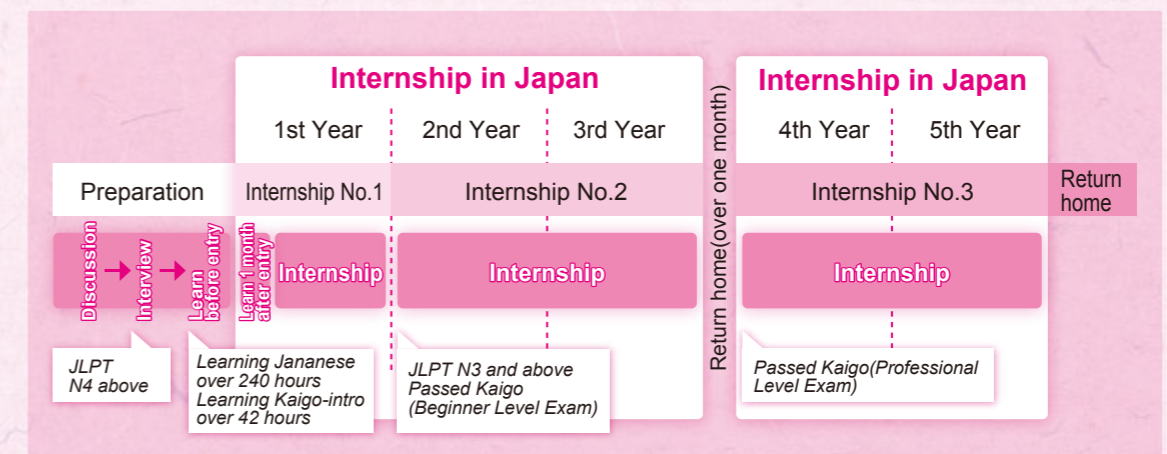 Internship in Japan
1st Year
2nd Year
3rd Year
Return home(over one month)
Internship in Japan
4th Year
5th Year
Preparation
Internship No.1
Internship No.2
Internship No.3
Return
home
Discussion
Interview
Learn
before entry
Learn 1 month
after entry
Internship
Internship
Internship
JLPT
N4 above
Learning Jananese
over 240 hours
Learning Kaigo-intro
over 42 hours
JLPT N3 and above
Passed Kaigo
(Beginner Level Exam)
Passed Kaigo(Professional
Level Exam)